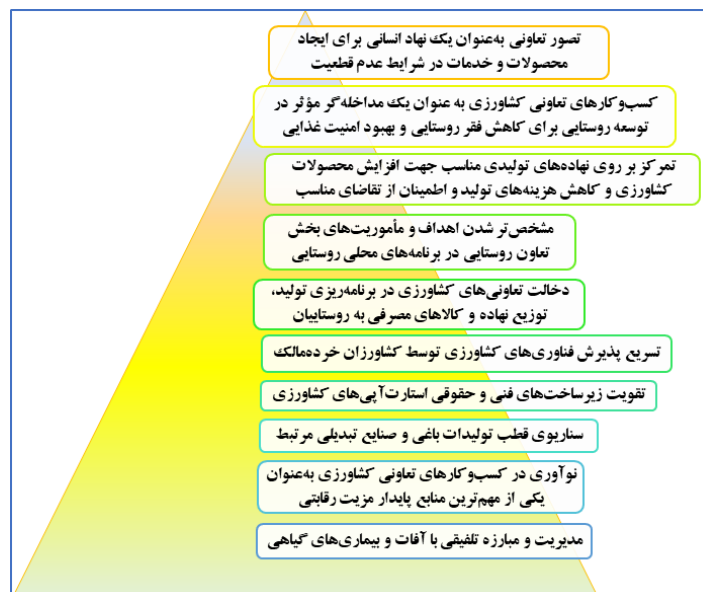 تصور تعاونی به‌عنوان یک نهاد انسانی برای ایجاد
محصولات و خدمات در شرایط عدم قطعیت
کسب‌وکارهای تعاونی کشاورزی به عنوان یک مداخله‌گر مؤثر در
توسعه روستایی برای کاهش فقر روستایی و بهبود امنیت غذایی
تمرکز بر روی نهاده‌های تولیدی مناسب جهت افزایش محصولات
کشاورزی و کاهش هزینه‌های تولید و اطمینان از تقاضای مناسب
مشخص‌تر شدن اهداف و مأموریت‌های بخش
تعاون روستایی در برنامه‌های محلی روستایی
دخالت تعاونی‌های کشاورزی در برنامه‌ریزی تولید،
توزیع نهاده و کالاهای مصرفی به روستاییان
تسریع پذیرش فناوری‌های کشاورزی توسط کشاورزان خرده‌مالک
تقویت زیرساخت‌های فنی و حقوقی استارت‌آپی‌های کشاورزی
سناریوی قطب تولیدات باغی و صنایع تبدیلی مرتبط
نوآوری در کسب‌وکارهای تعاونی کشاورزی به‌عنوان
یکی از مهم‌ترین منابع پایدار مزیت رقابتی
مدیریت و مبارزه تلفیقی با آفات و بیماری‌های گیاهی